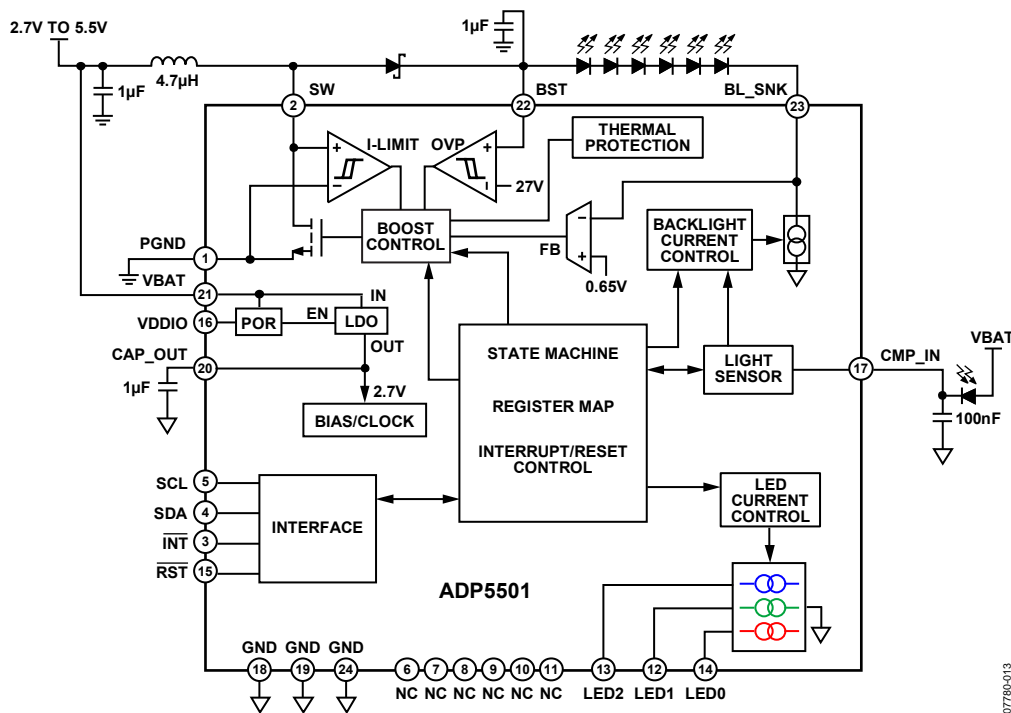 2.7V TO 5.5V
1µF
4.7µH
1µF
SW
BST
BL_SNK
2
22
23
I-LIMIT
OVP
THERMAL
PROTECTION
+
–
+
–
27V
BOOST
CONTROL
FB
–
+
0.65V
BACKLIGHT
CURRENT
CONTROL
PGND
1
VBAT
21
IN
VDDIO
16
POR
EN
LDO
OUT
CAP_OUT
20
1µF
2.7V
BIAS/CLOCK
STATE MACHINE
REGISTER MAP
INTERRUPT/RESET
CONTROL
LIGHT
SENSOR
17
CMP_IN
VBAT
100nF
SCL
5
SDA
4
INT
3
RST
15
INTERFACE
LED
CURRENT
CONTROL
ADP5501
GND
GND
GND
18
19
24
6
7
8
9
10
11
NC
NC
NC
NC
NC
NC
13
12
14
LED2
LED1
LED0
07780-013